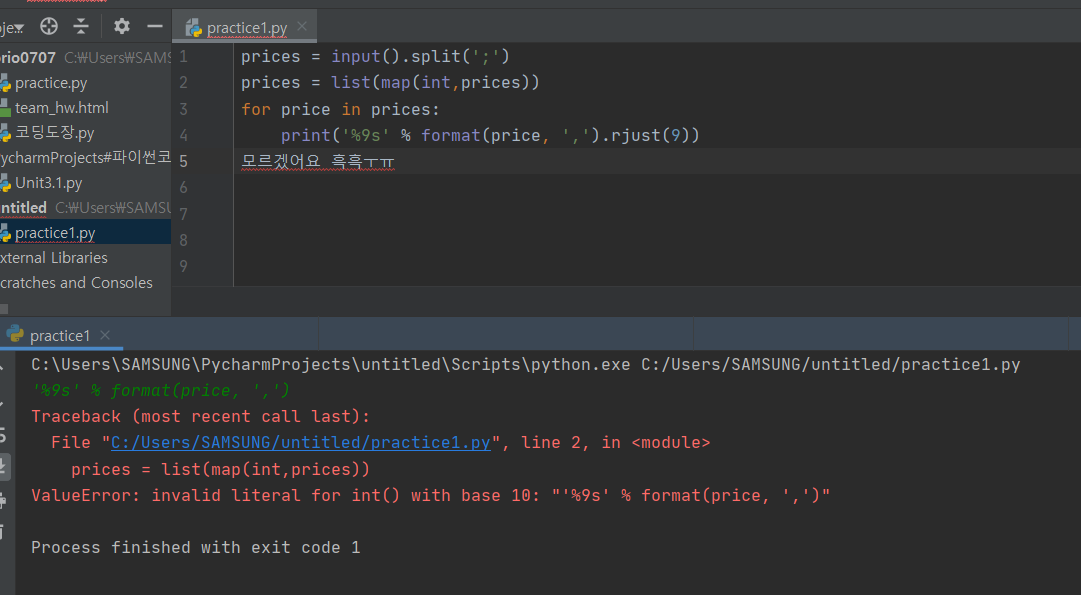 practice1.py
prio0707 C:₩Users₩SAMS
practice.py
team_hw.html
코딩도장.py
ycharmProjects#파이썬코
Unit3.1.py
ntitled C:₩Users₩SAMSU
practice1.py
xternal Libraries
cratches and Consoles
1 prices = input().split(';')
2 prices = list(map(int,prices))
3 for price in prices:
4 print('%9s' % format(price, ',').rjust(9))
5 모르겠어요 흑흑ㅜㅠ
6
7
8
9
practice1
C:\Users\SAMSUNG\PycharmProjects\untitled\Scripts\python.exe C:/Users/SAMSUNG/untitled/practice1.py
'%9s' % format(price, ',')
Traceback (most recent call last):
File "C:/Users/SAMSUNG/untitled/practice1.py", line 2, in <module>
prices = list(map(int,prices))
ValueError: invalid literal for int() with base 10: "'%9s' % format(price, ',')"
Process finished with exit code 1